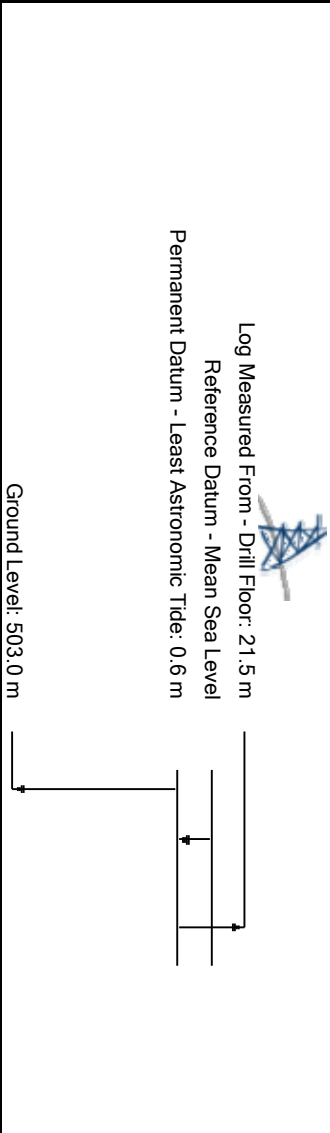 Log Measured From - Drill Floor: 21.5 m
Reference Datum - Mean Sea Level
Permanent Datum - Least Astronomic Tide: 0.6 m
Ground Level: 503.0 m